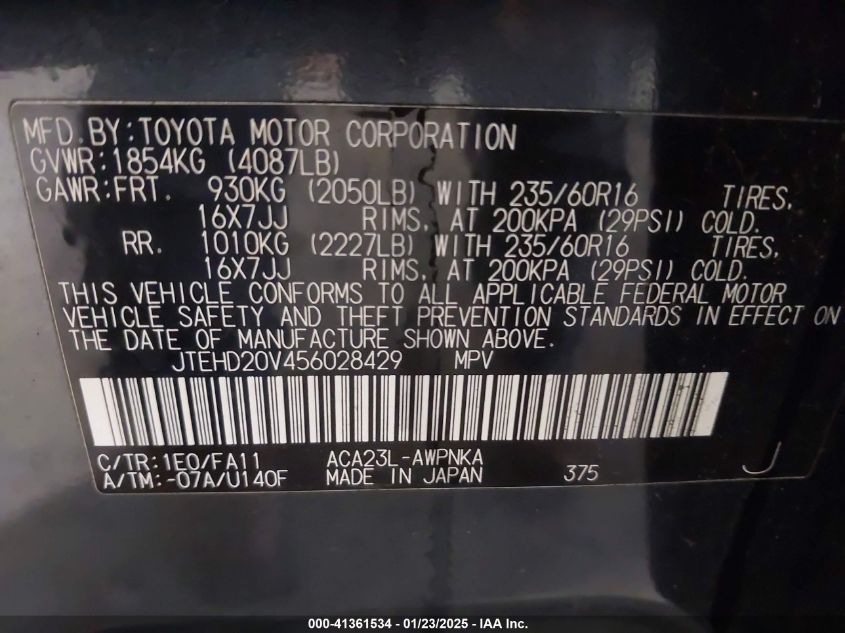 MFD. BY: TOYOTA MOTOR CORPORATION
GVWR: 1854KG (4087LB)
GAWR: FRT. 930KG (2050LB) WITH 235/60R16 TIRES,
16X7JJ RIMS, AT 200KPA (29PSI) COLD.
RR. 1010KG (2227LB) WITH 235/60R16 TIRES,
16X7JJ RIMS, AT 200KPA (29PSI) COLD.
THIS VEHICLE CONFORMS TO ALL APPLICABLE FEDERAL MOTOR
VEHICLE SAFETY AND THEFT PREVENTION STANDARDS IN EFFECT ON
THE DATE OF MANUFACTURE SHOWN ABOVE.
JTEHD20V456028429 MPV
C/TR: 1E0/FA11 ACA23L-AWPNKA
A/TM: -07A/U140F MADE IN JAPAN 375 J
000-41361534 - 01/23/2025 - IAA Inc.